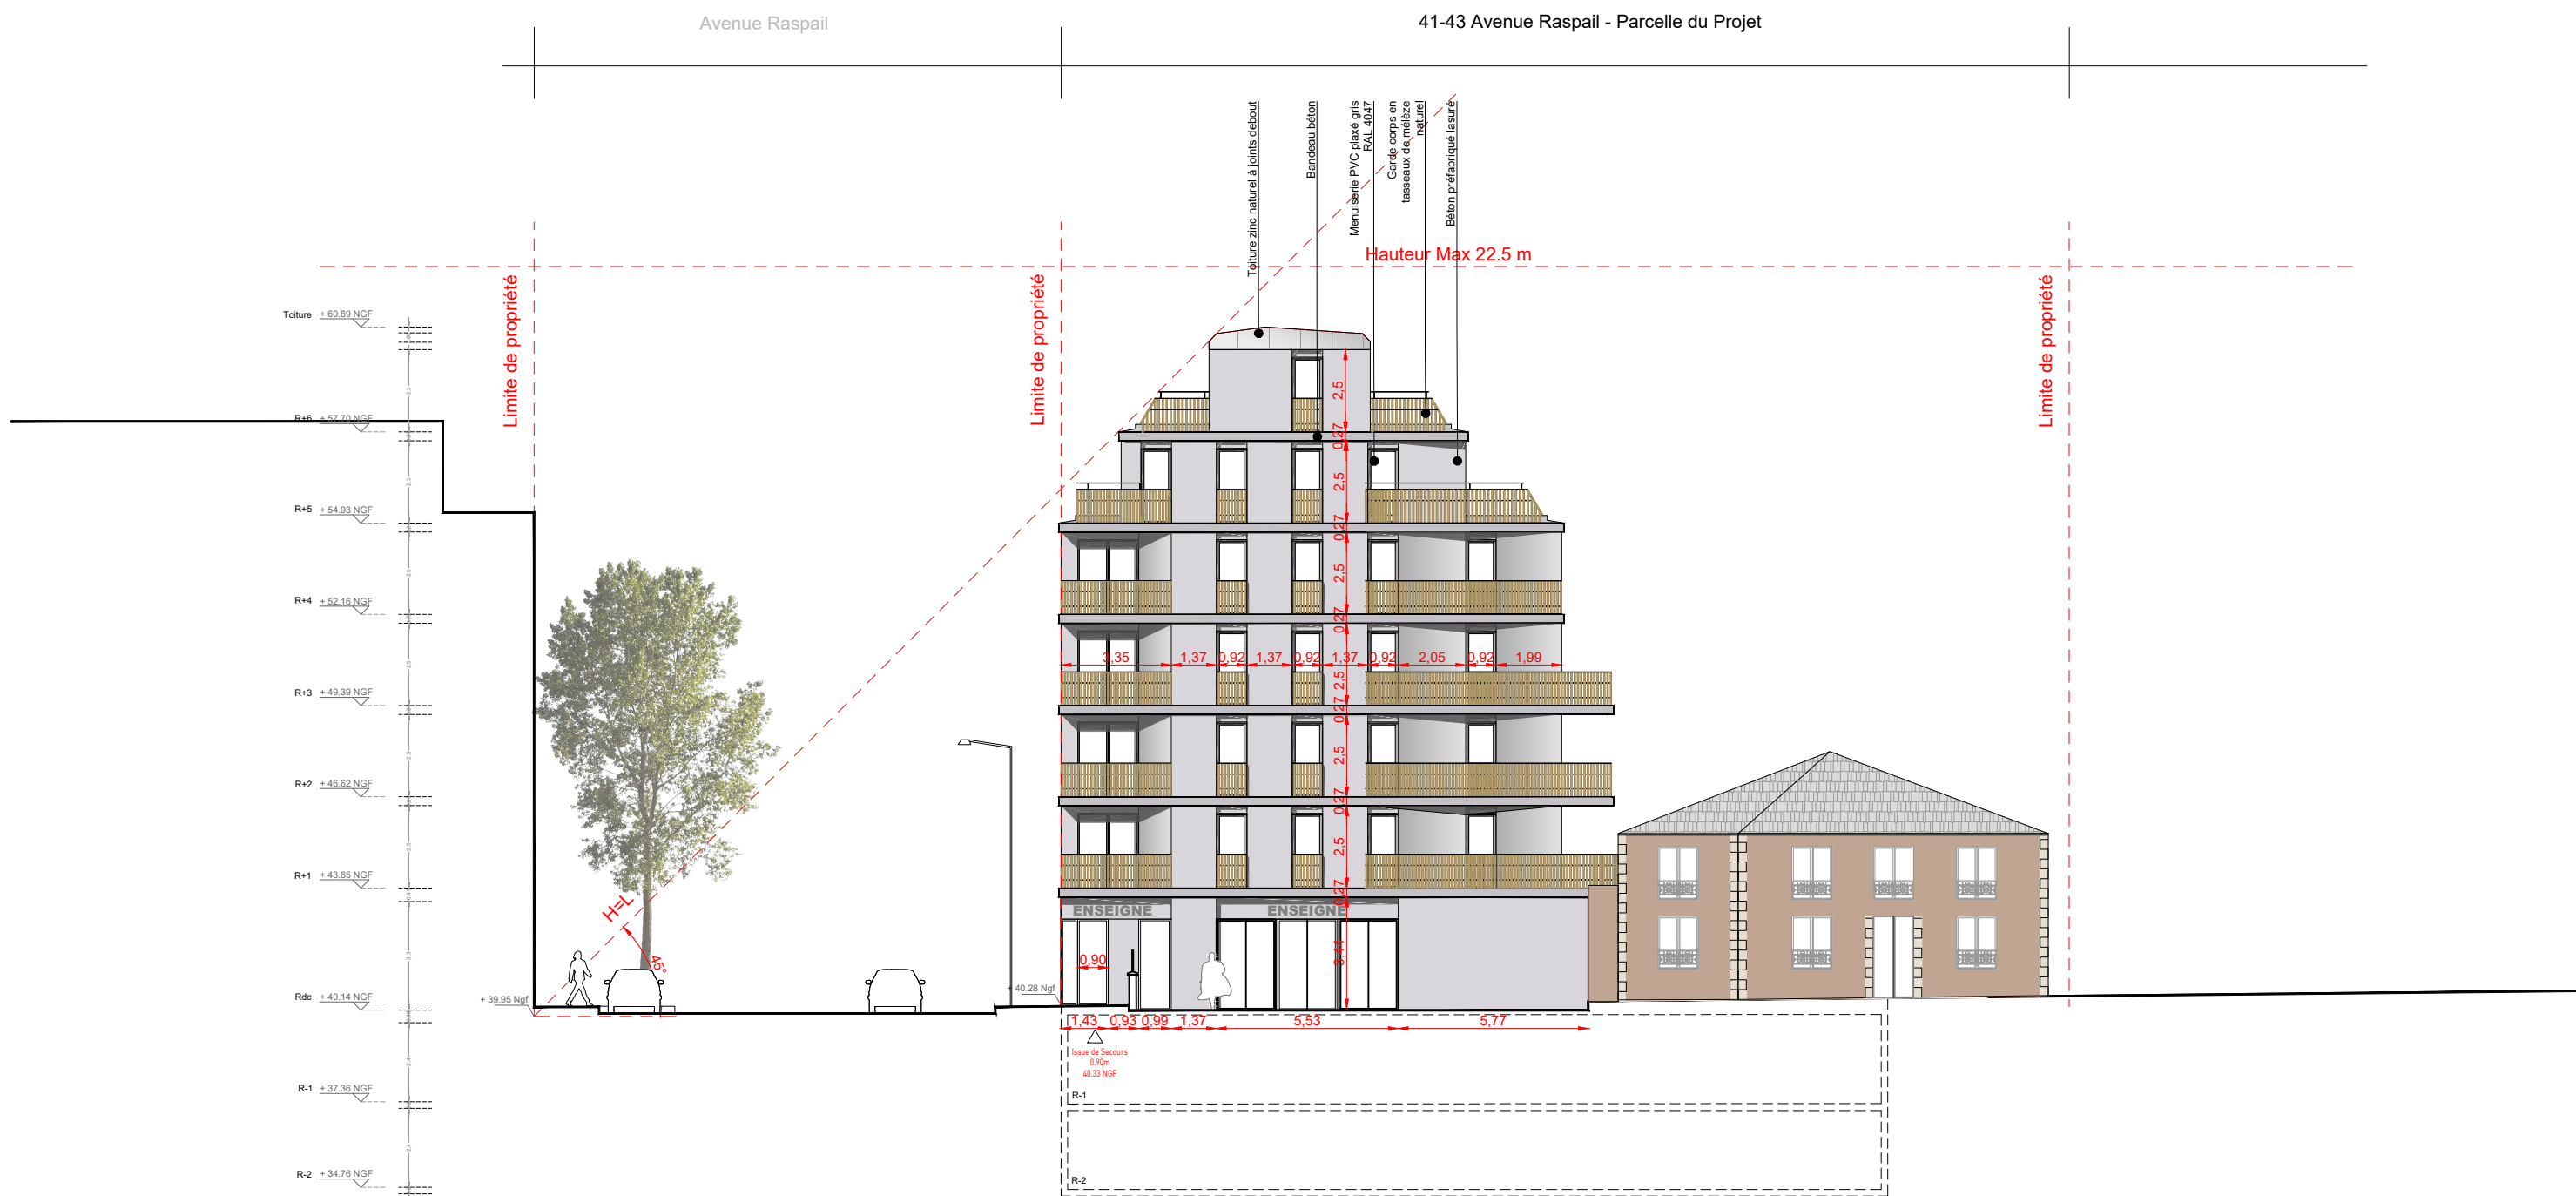 Avenue Raspail
41-43 Avenue Raspail - Parcelle du Projet
Toiture zinc naturel à joints debout
Bandeau béton
Menuiserie PVC plaxé gris
RAL 4047
Garde corps en
tasseaux de mélèze
naturel
Béton préfabriqué lasuré
Hauteur Max 22.5 m
Limite de propriété
Limite de propriété
Limite de propriété
Toiture + 60.89 NGF
R+6 + 57.70 NGF
R+5 + 54.93 NGF
R+4 + 52.16 NGF
R+3 + 49.39 NGF
R+2 + 46.62 NGF
R+1 + 43.85 NGF
Rdc + 40.14 NGF
R-1 + 37.36 NGF
R-2 + 34.76 NGF
2,5
0,27
2,5
0,27
2,5
0,27
3,35 1,37 0,92 1,37 0,92 1,37 0,92 2,05 0,92 1,99
2,5
0,27
2,5
0,27
2,5
0,27
H=L
45°
ENSEIGNE
ENSEIGNE
0,90
3,44
+ 39.95 Ngf
+ 40.28 Ngf
1,43 0,93 0,99 1,37 5,53 5,77
Issue de Secours
0.90m
40.33 NGF
R-1
R-2